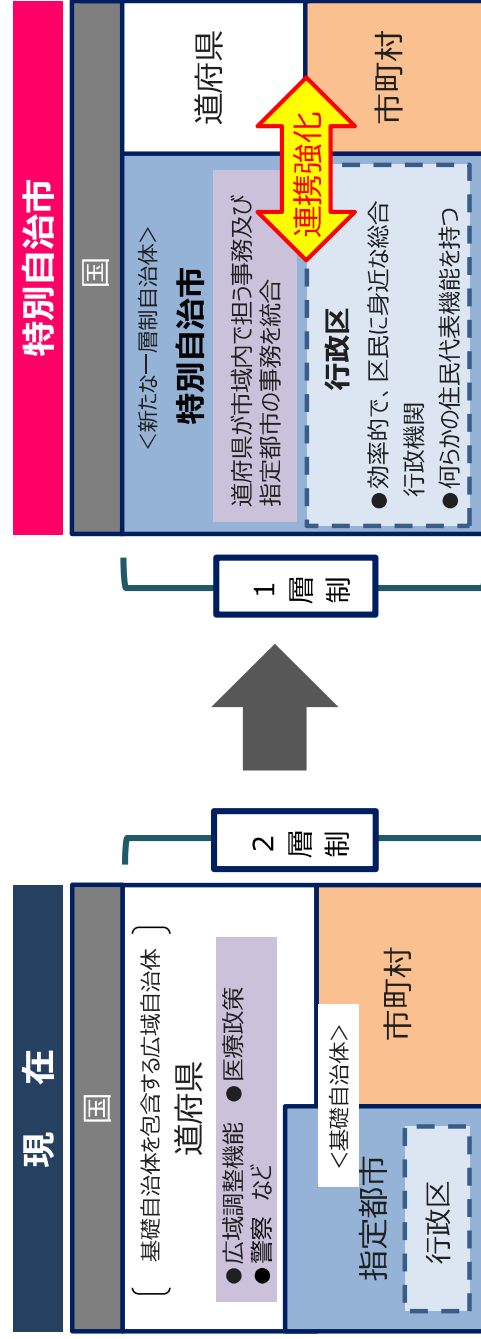 現 在
国
基礎自治体を包含する広域自治体
道府県
●広域調整機能 ●医療政策
●警察 など
<基礎自治体>
指定都市
行政区
市町村
2層制
1層制
特別自治市
国
<新たな一層制自治体>
特別自治市
道府県が市域内で担う事務及び
指定都市の事務を統合
行政区
●効率的で、区民に身近な総合
行政機関
●何らかの住民代表機能を持つ
連携強化
道府県
市町村